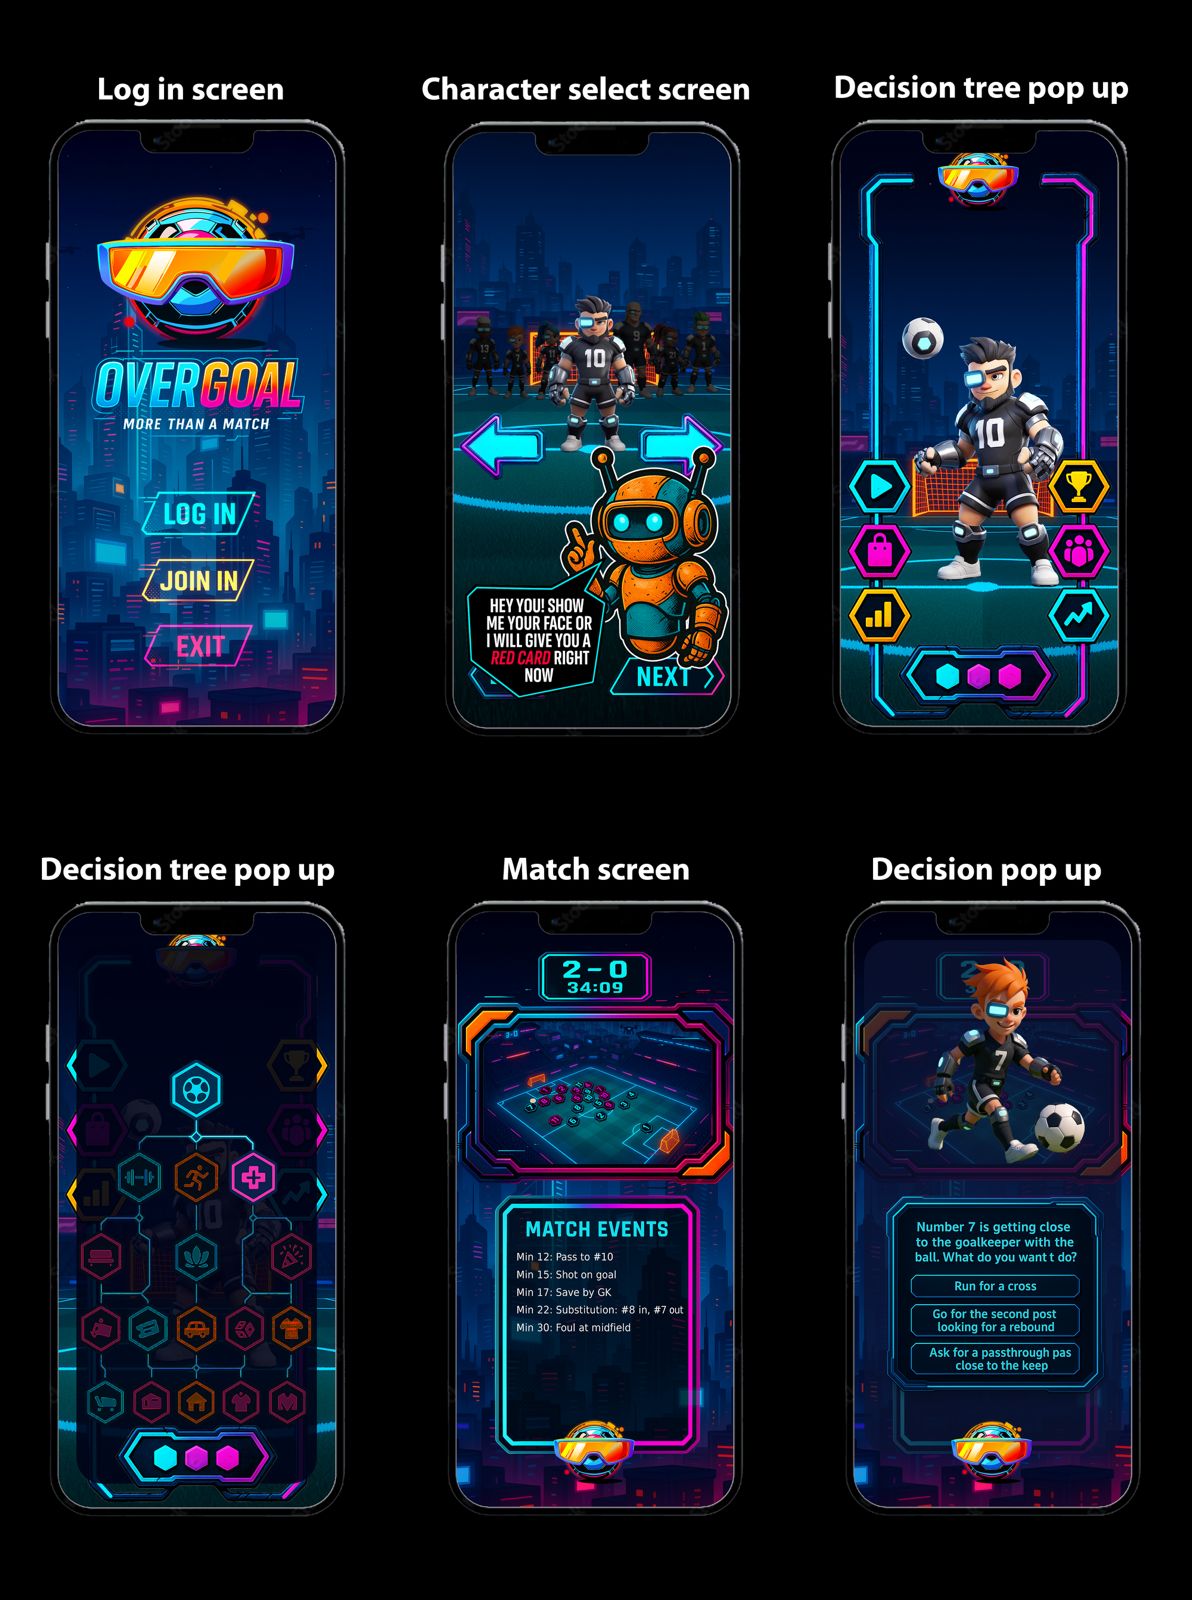 Log in screen
Character select screen
Decision tree pop up
OVERGOAL
MORE THAN A MATCH
LOG IN
JOIN IN
EXIT
13
9
10
HEY YOU! SHOW
ME YOUR FACE OR
I WILL GIVE YOU A
RED CARD RIGHT
NOW
NEXT
10
Decision tree pop up
Match screen
Decision pop up
2-0
34:09
MATCH EVENTS
Min 12: Pass to #10
Min 15: Shot on goal
Min 17: Save by GK
Min 22: Substitution: #8 in, #7 out
Min 30: Foul at midfield
7
Number 7 is getting close
to the goalkeeper with the
ball. What do you want t do?
Run for a cross
Go for the second post
looking for a rebound
Ask for a passthrough pas
close to the keep